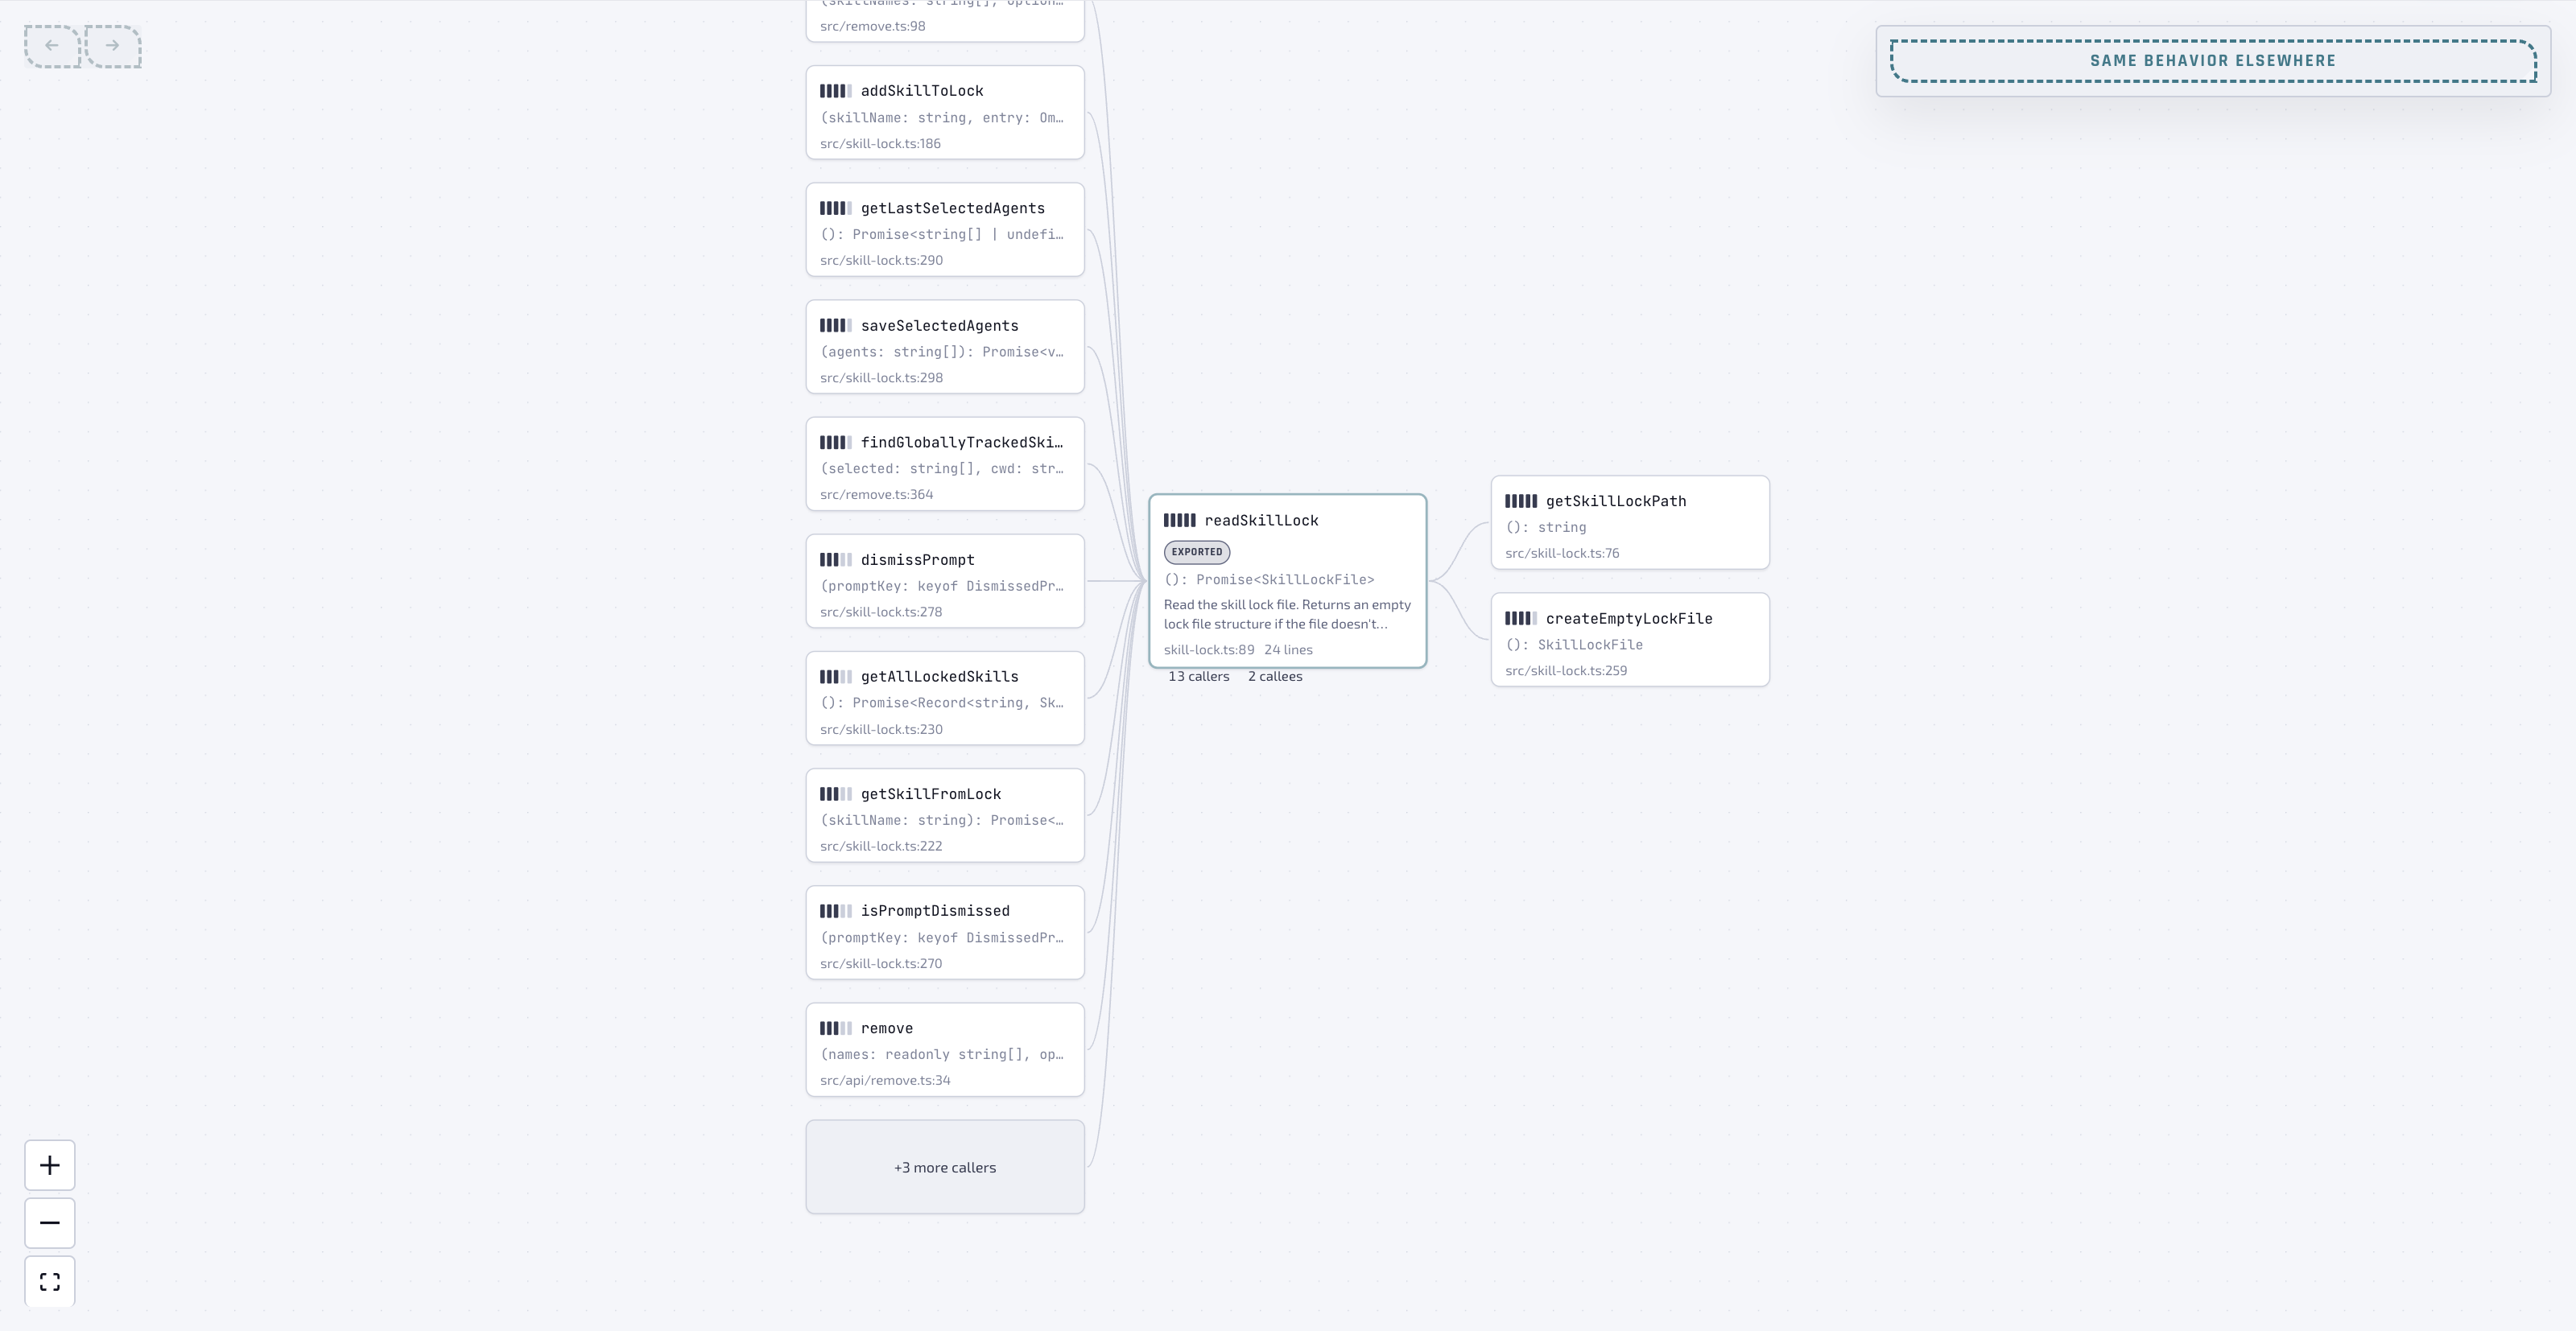 (skillNames: string[], option…
src/remove.ts:98
SAME BEHAVIOR ELSEWHERE
addSkillToLock
(skillName: string, entry: Om…
src/skill-lock.ts:186
getLastSelectedAgents
(): Promise<string[] | undefi…
src/skill-lock.ts:290
saveSelectedAgents
(agents: string[]): Promise<v…
src/skill-lock.ts:298
findGloballyTrackedSki…
(selected: string[], cwd: str…
src/remove.ts:364
dismissPrompt
(promptKey: keyof DismissedPr…
src/skill-lock.ts:278
getAllLockedSkills
(): Promise<Record<string, Sk…
src/skill-lock.ts:230
getSkillFromLock
(skillName: string): Promise<…
src/skill-lock.ts:222
isPromptDismissed
(promptKey: keyof DismissedPr…
src/skill-lock.ts:270
remove
(names: readonly string[], op…
src/api/remove.ts:34
+3 more callers
readSkillLock
EXPORTED
(): Promise<SkillLockFile>
Read the skill lock file. Returns an empty
lock file structure if the file doesn't…
skill-lock.ts:89 24 lines
13 callers 2 callees
getSkillLockPath
(): string
src/skill-lock.ts:76
createEmptyLockFile
(): SkillLockFile
src/skill-lock.ts:259